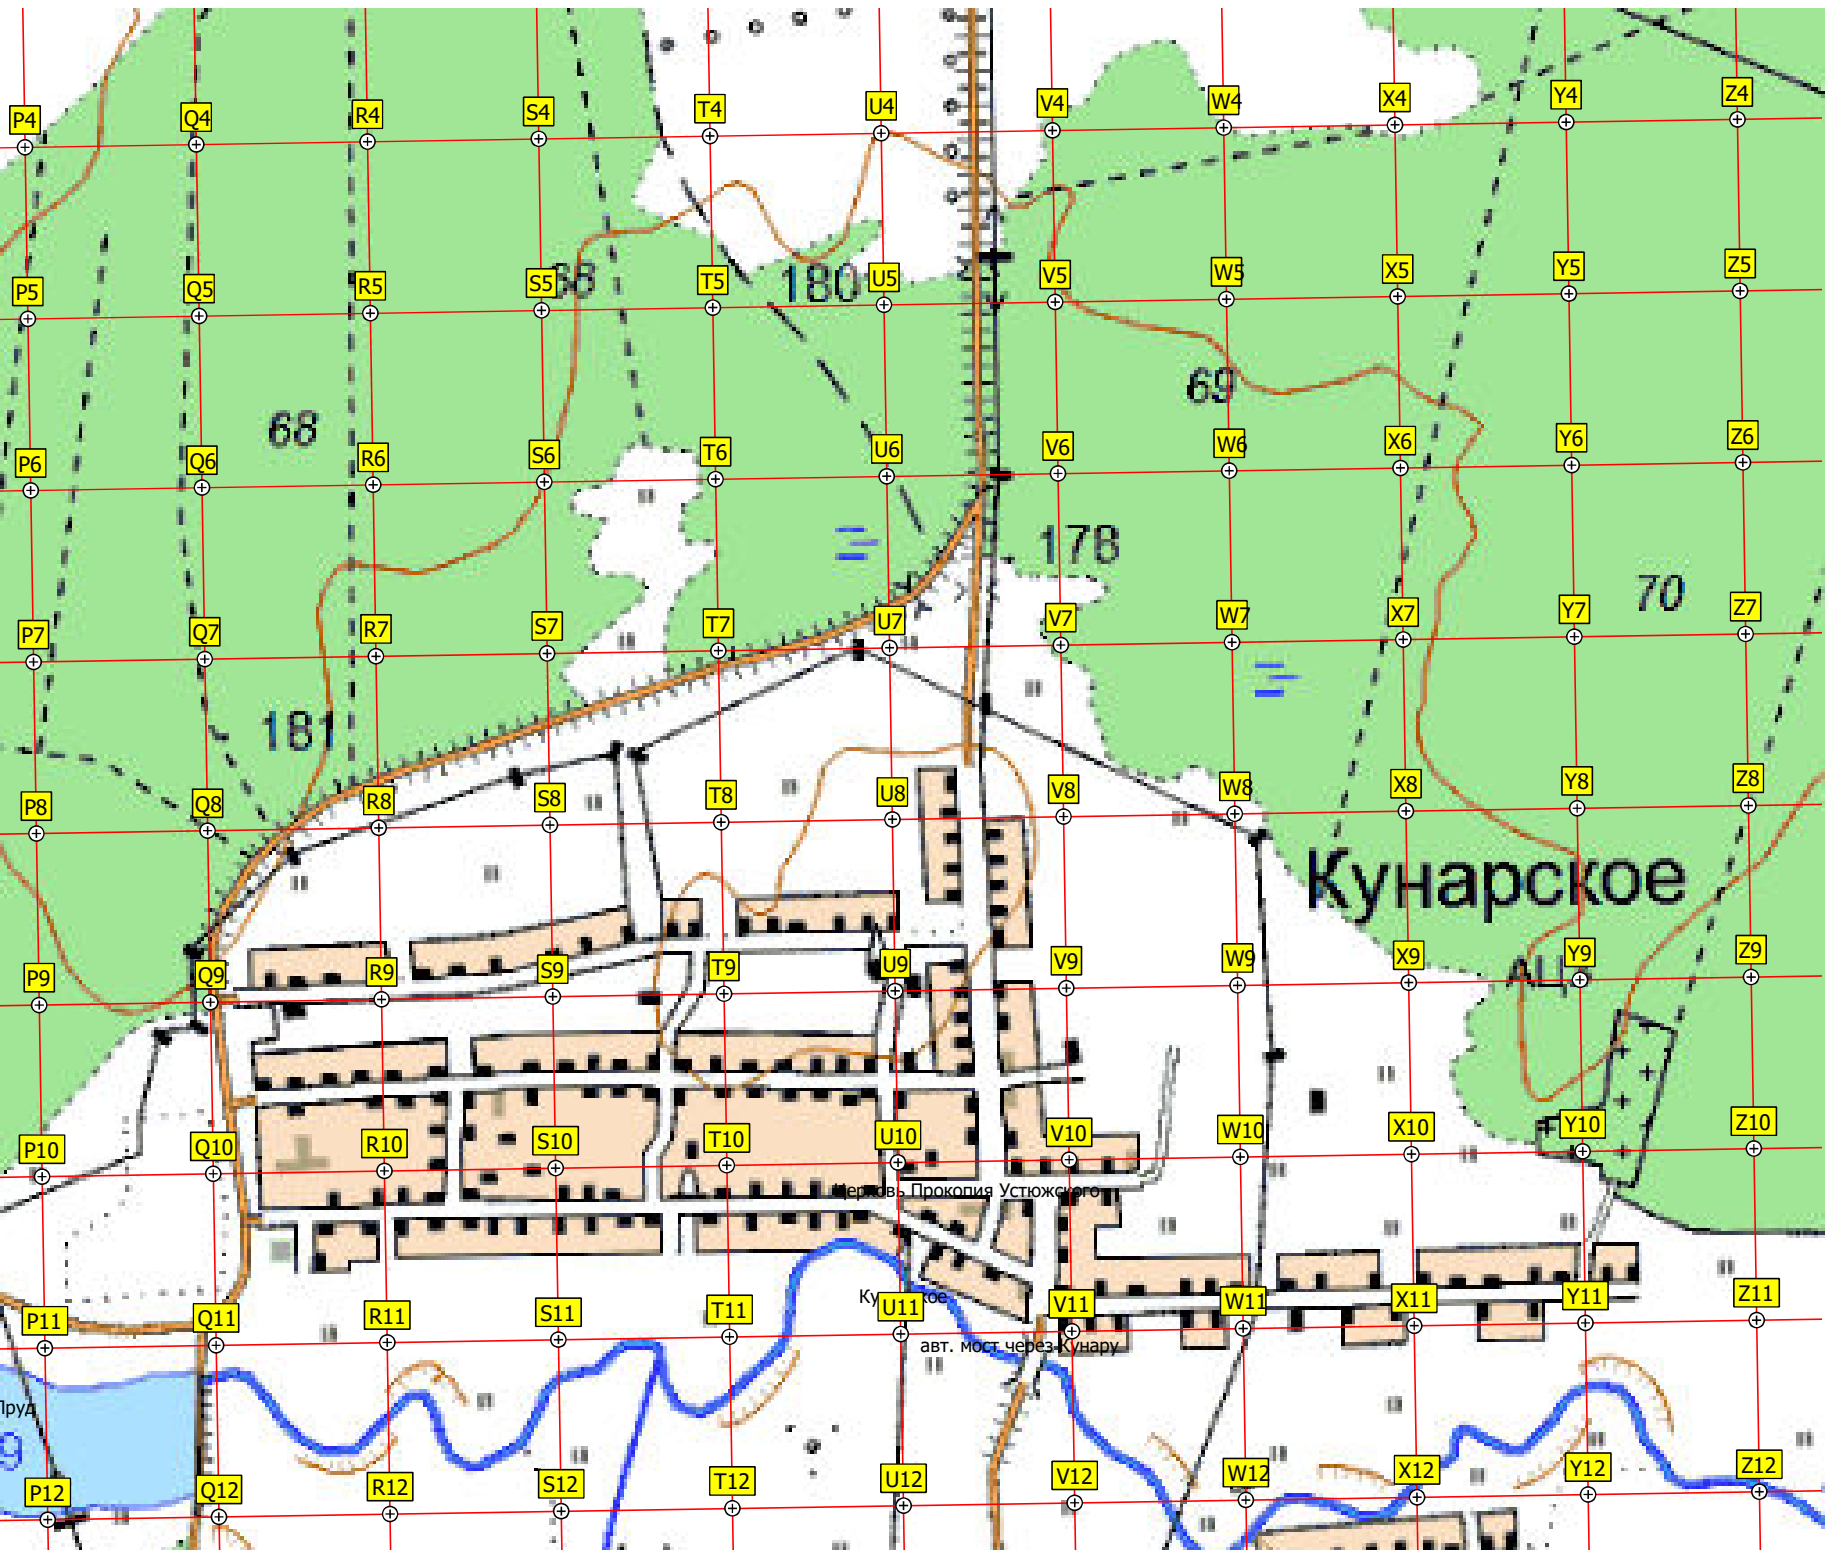 P4 Q4 R4 S4 T4 U4 V4 W4 X4 Y4 Z4
P5 Q5 R5 S5 T5 180 U5 V5 W5 X5 Y5 Z5
69
68
P6 Q6 R6 S6 T6 U6 V6 W6 X6 Y6 Z6
178
70
P7 Q7 R7 S7 T7 U7 V7 W7 X7 Y7 Z7
181
P8 Q8 R8 S8 T8 U8 V8 W8 X8 Y8 Z8
Кунарское
P9 Q9 R9 S9 T9 U9 V9 W9 X9 Y9 Z9
P10 Q10 R10 S10 T10 U10 V10 W10 X10 Y10 Z10
Церковь Прокопия Устюжского
P11 Q11 R11 S11 T11 U11 V11 W11 X11 Y11 Z11
авт. мост через Кунару
Пруд
9
P12 Q12 R12 S12 T12 U12 V12 W12 X12 Y12 Z12